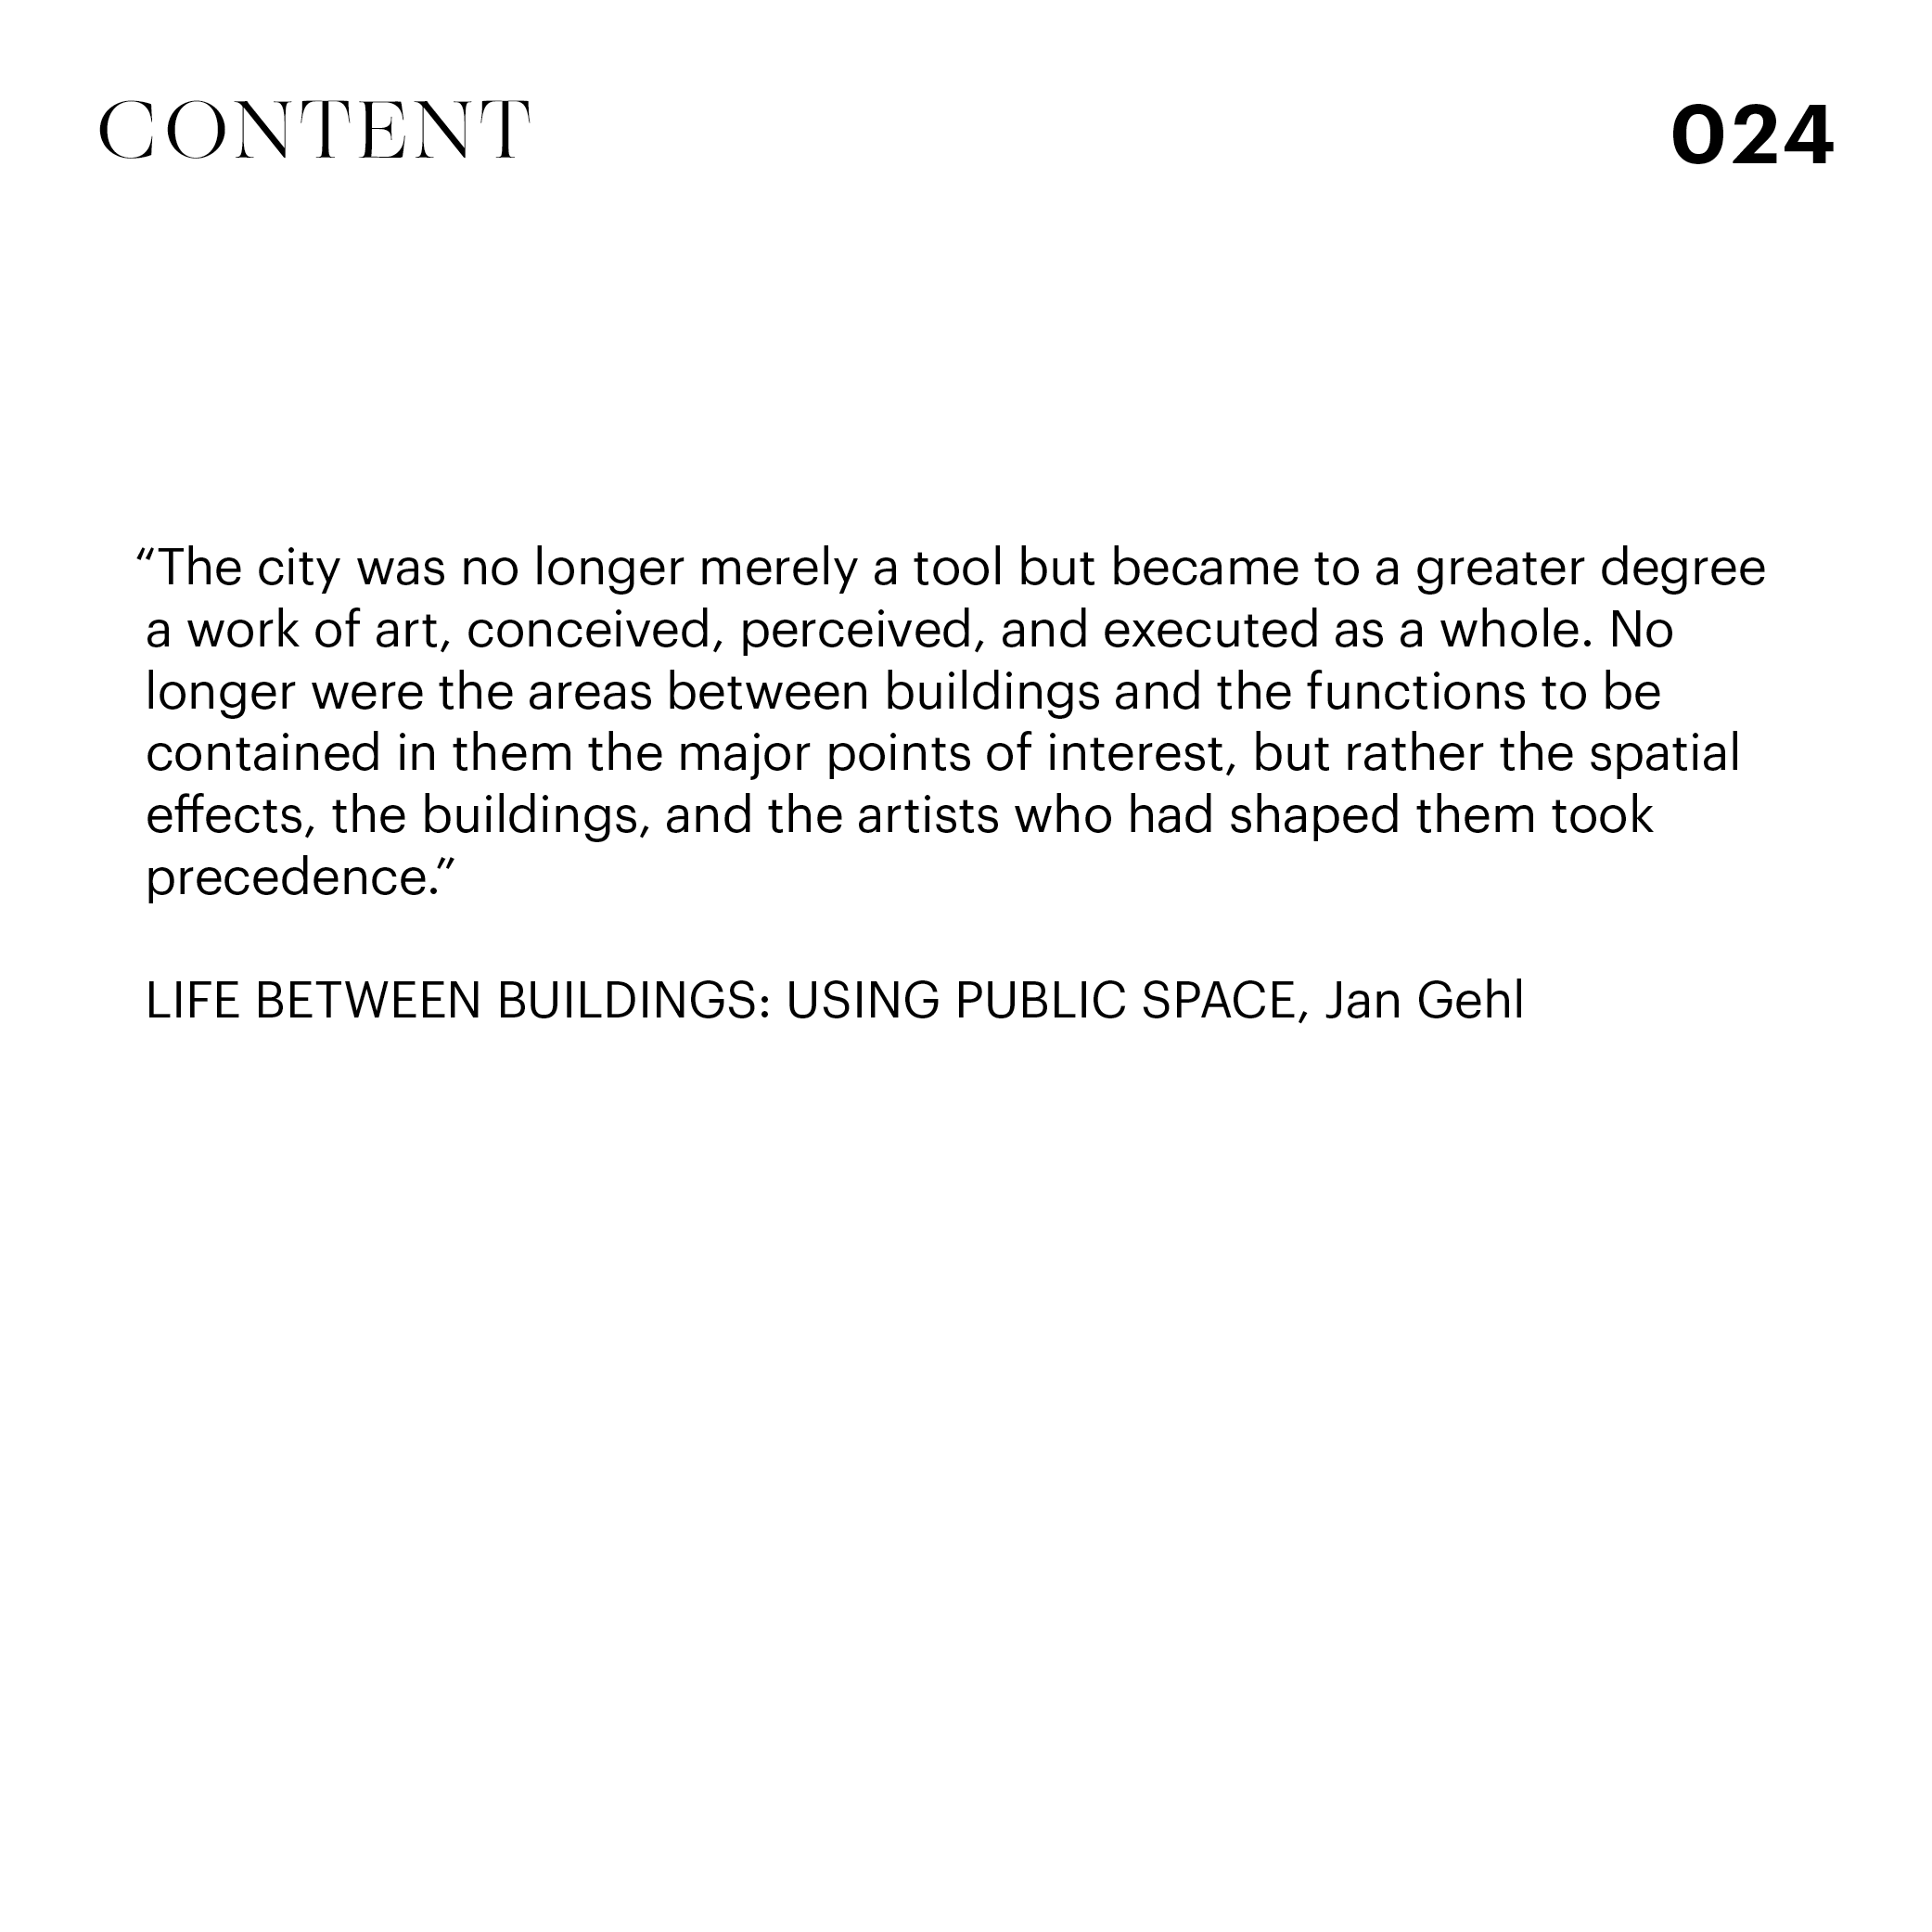 CONTENT
024
“The city was no longer merely a tool but became to a greater degree
a work of art, conceived, perceived, and executed as a whole. No
longer were the areas between buildings and the functions to be
contained in them the major points of interest, but rather the spatial
effects, the buildings, and the artists who had shaped them took
precedence.”
LIFE BETWEEN BUILDINGS: USING PUBLIC SPACE, Jan Gehl